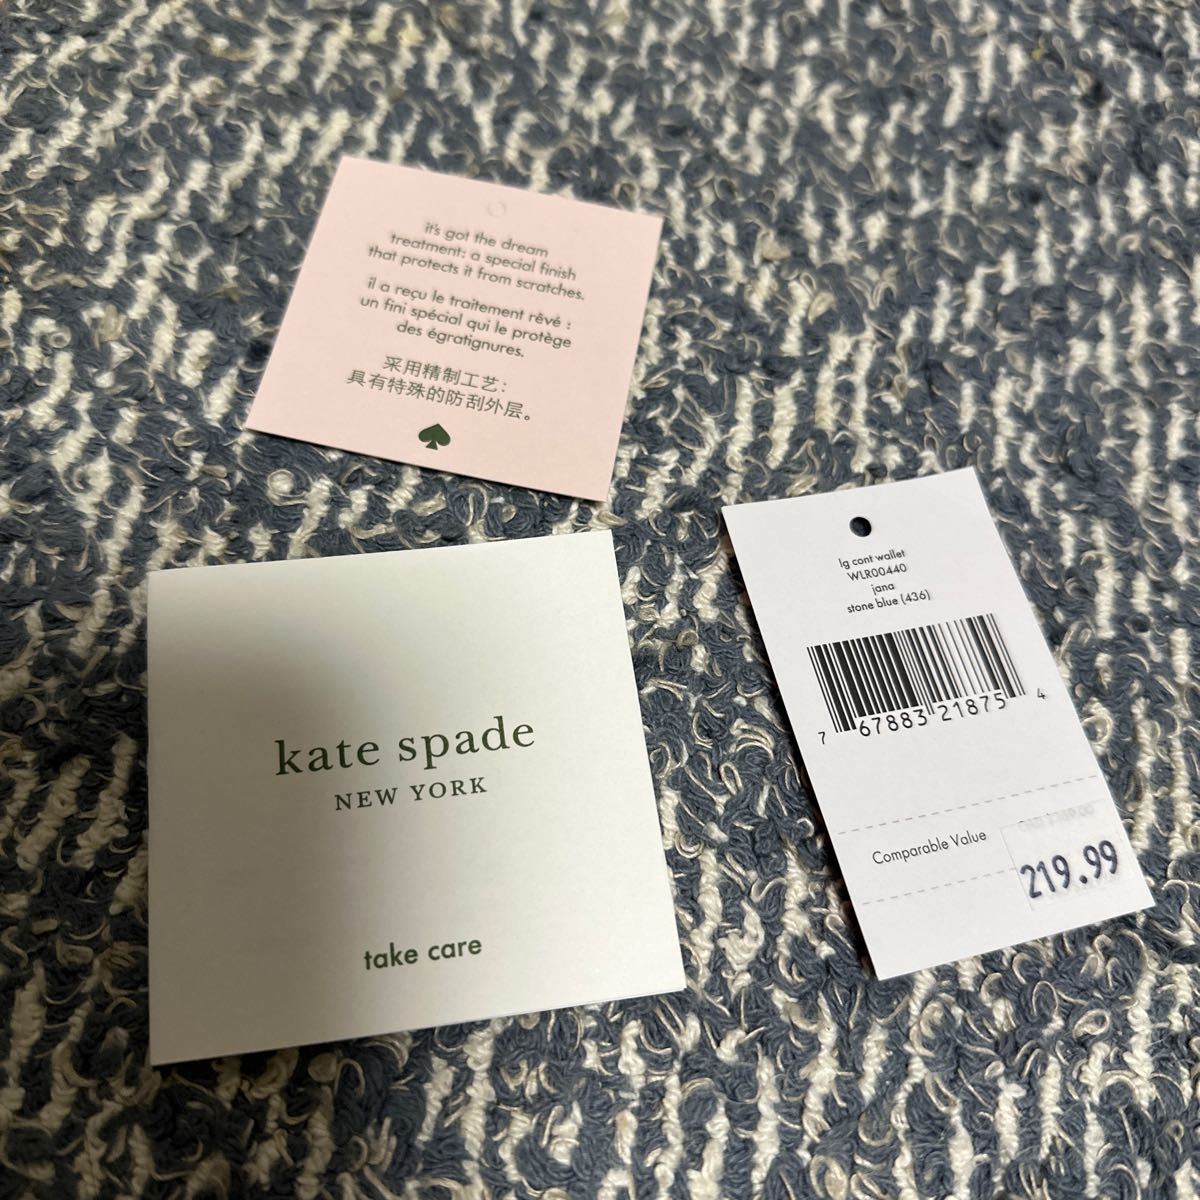 it's got the dream
treatment: a special finish
that protects it from scratches.
il a reçu le traitement rêvé :
un fini spécial qui le protège
des égratignures.
采用精制工艺：
具有特殊的防刮外层。
kate spade
NEW YORK
take care
lg cont wallet
WLR00440
jana
stone blue (436)
7 67883 21875 4
Comparable Value
219.99